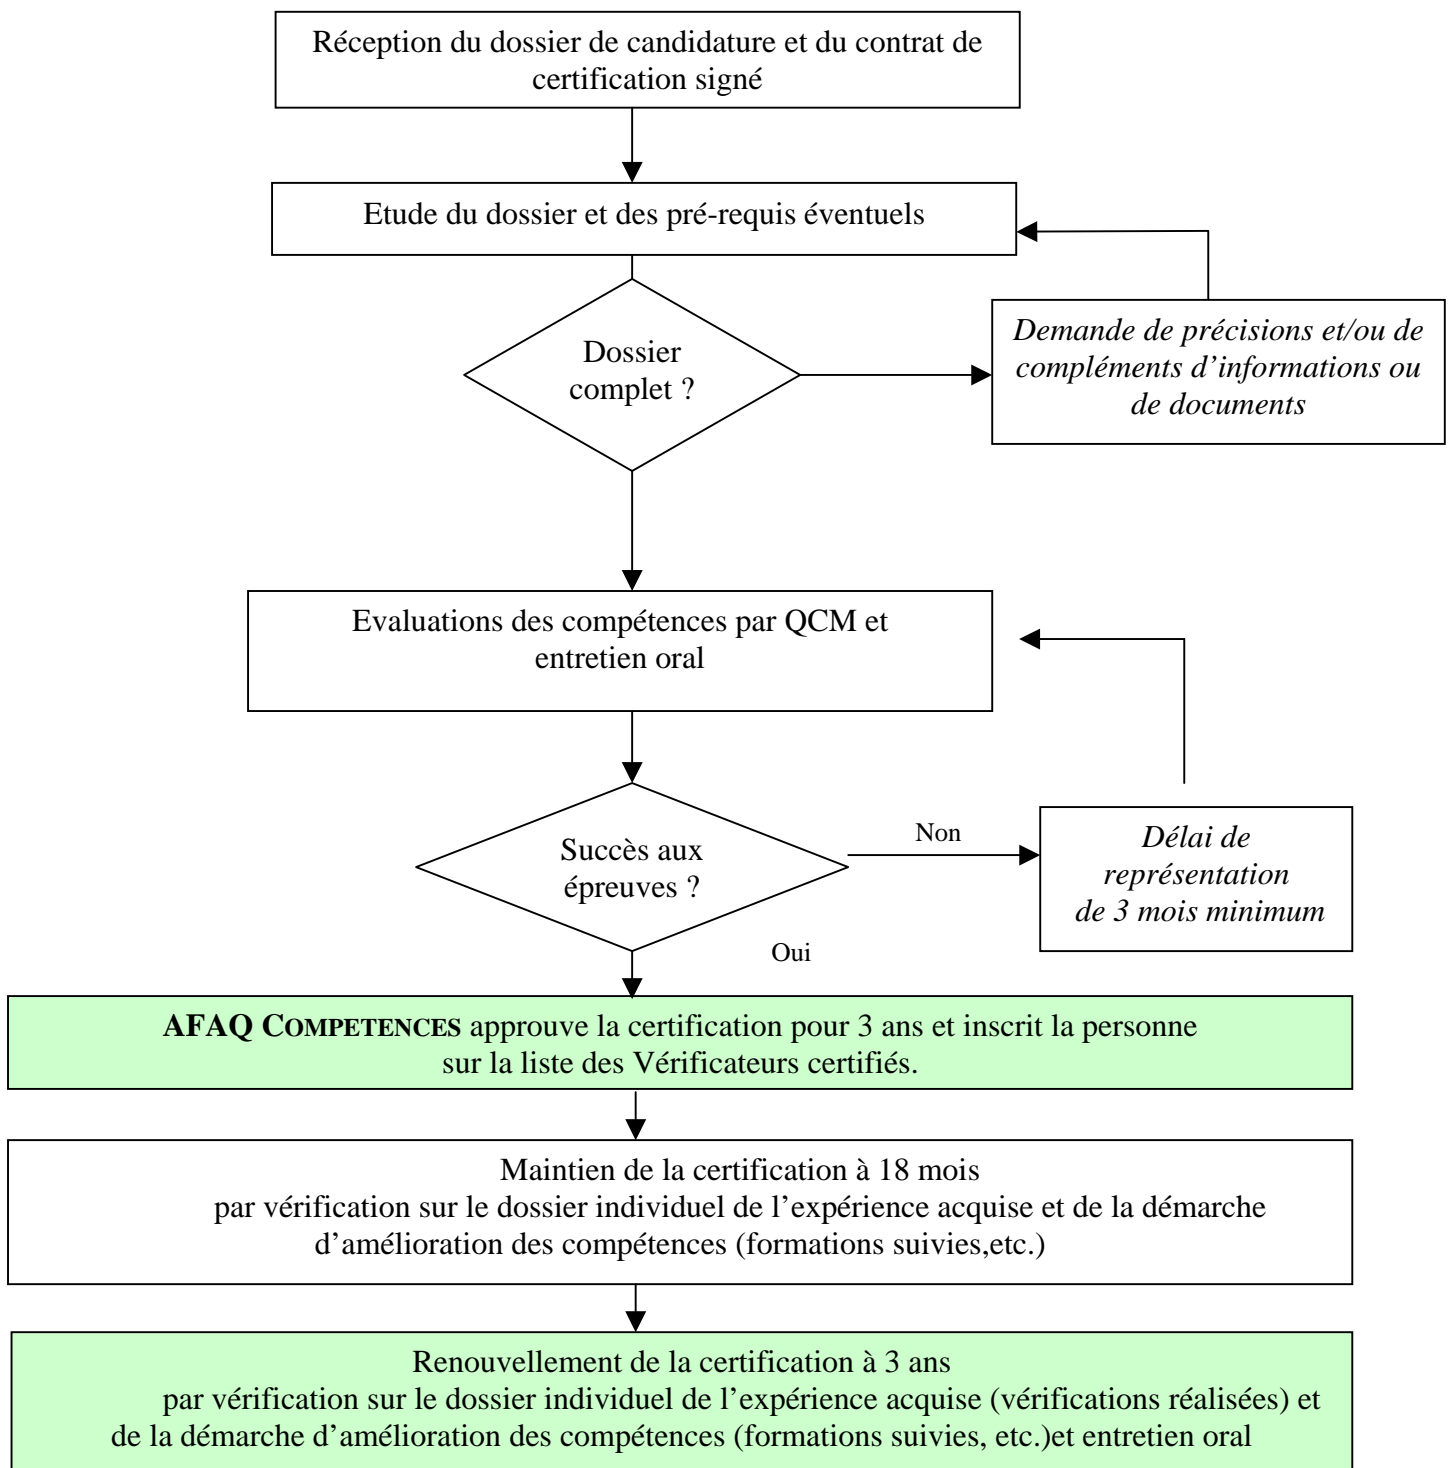 Réception du dossier de candidature et du contrat de
certification signé
Etude du dossier et des pré-requis éventuels
Dossier
complet ?
Demande de précisions et/ou de
compléments d’informations ou
de documents
Evaluations des compétences par QCM et
entretien oral
Succès aux
épreuves ?
Non
Délai de
représentation
de 3 mois minimum
Oui
AFAQ COMPETENCES approuve la certification pour 3 ans et inscrit la personne
sur la liste des Vérificateurs certifiés.
Maintien de la certification à 18 mois
par vérification sur le dossier individuel de l’expérience acquise et de la démarche
d’amélioration des compétences (formations suivies,etc.)
Renouvellement de la certification à 3 ans
par vérification sur le dossier individuel de l’expérience acquise (vérifications réalisées) et
de la démarche d’amélioration des compétences (formations suivies, etc.)et entretien oral